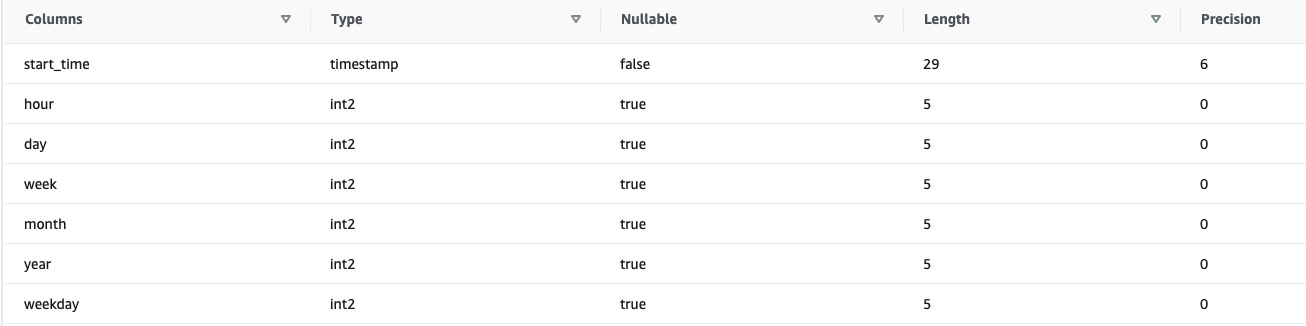 Columns Type Nullable Length Precision
start_time timestamp false 29 6
hour int2 true 5 0
day int2 true 5 0
week int2 true 5 0
month int2 true 5 0
year int2 true 5 0
weekday int2 true 5 0